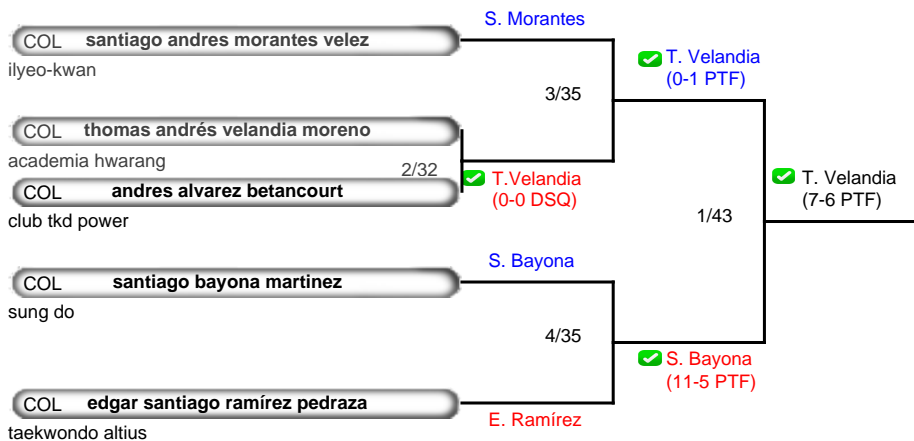 S. Morantes
COL santiago andres morantes velez
ilyeo-kwan
T. Velandia
(0-1 PTF)
3/35
COL thomas andrés velandia moreno
academia hwarang
2/32
T.Velandia
(0-0 DSQ)
COL andres alvarez betancourt
club tkd power
T. Velandia
(7-6 PTF)
1/43
S. Bayona
COL santiago bayona martinez
sung do
4/35
S. Bayona
(11-5 PTF)
COL edgar santiago ramírez pedraza
E. Ramírez
taekwondo altius